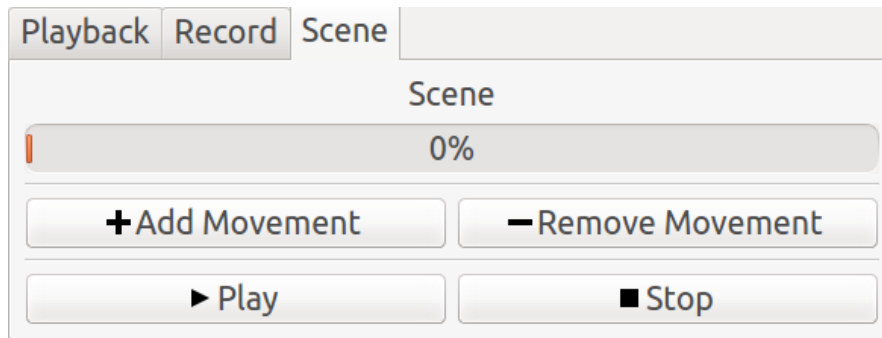 Playback Record Scene
Scene
0%
Add Movement Remove Movement
Play Stop